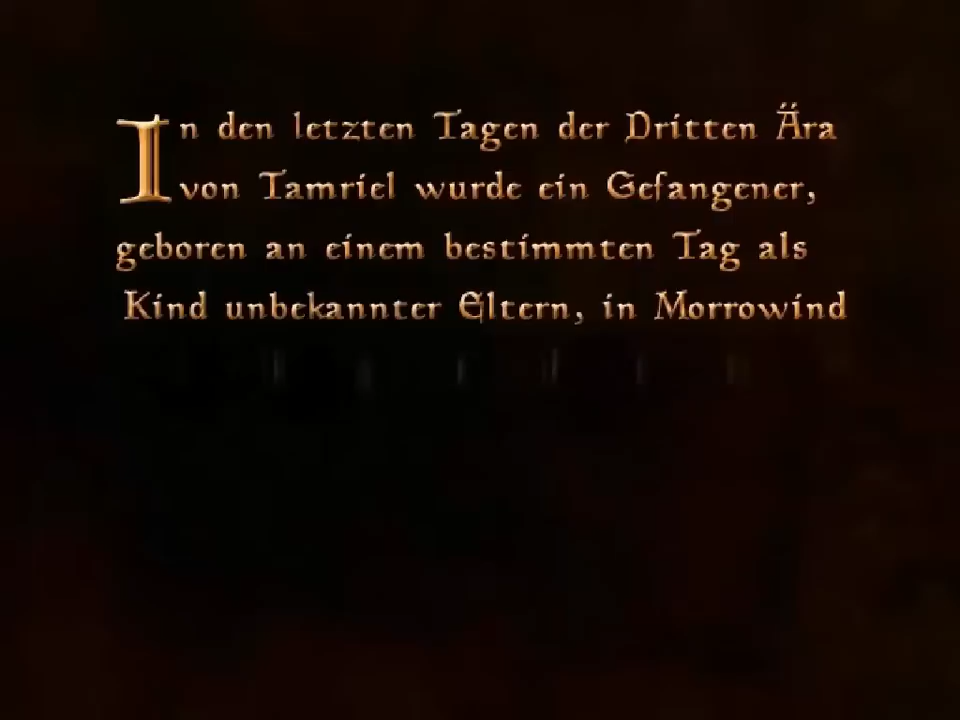 In den letzten Tagen der Dritten Ära
von Tamriel wurde ein Gefangener,
geboren an einem bestimmten Tag als
Kind unbekannter Eltern, in Morrowind